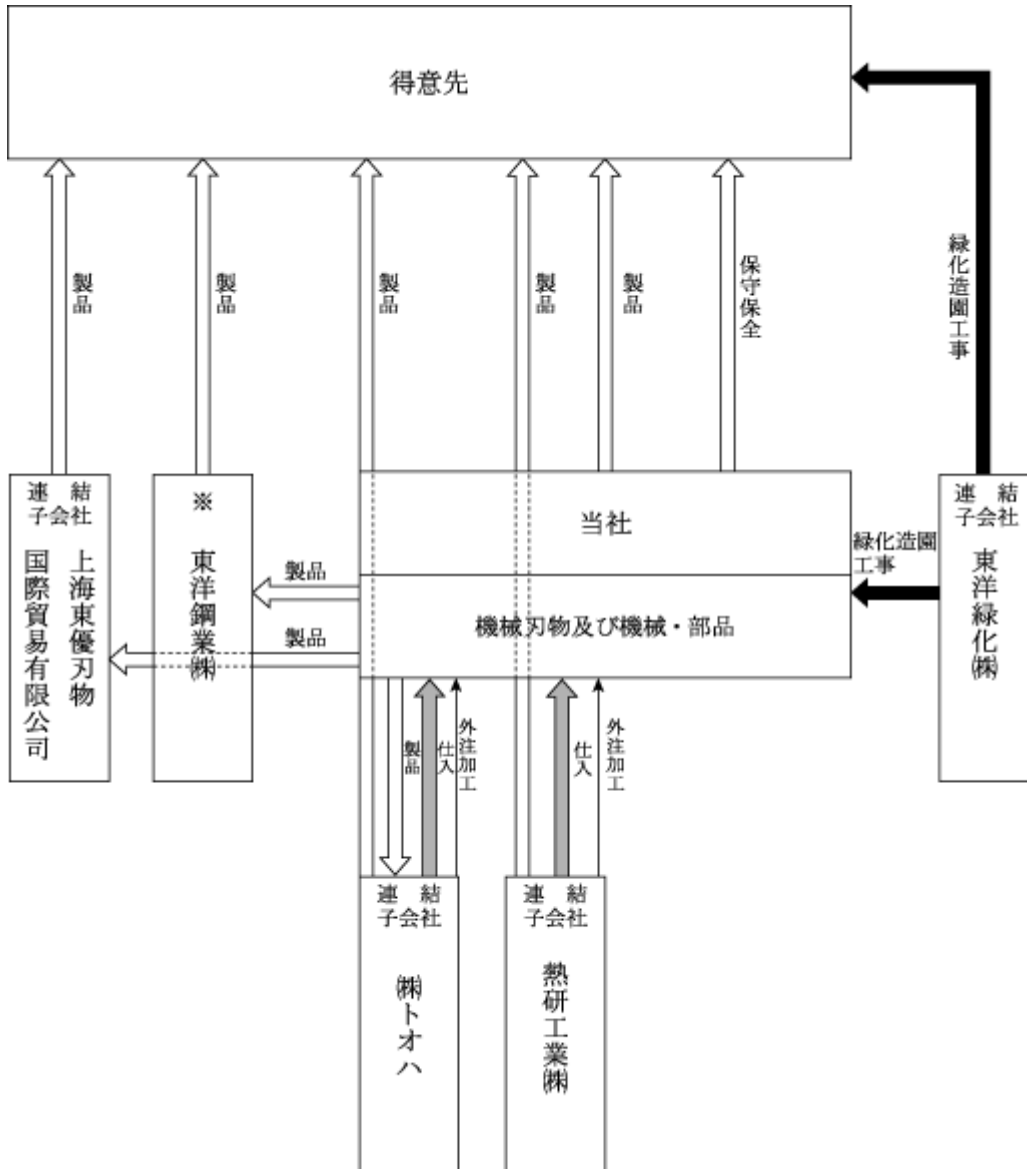 得意先
製品
製品
製品
製品
製品
保守保全
緑化造園工事
連結
子会社
上海東優刃物
国際貿易有限公司
※
東洋鋼業㈱
製品
製品
当社
機械刃物及び機械・部品
緑化造園
工事
連結
子会社
東洋緑化㈱
製品
仕入
外注加工
仕入
外注加工
連結
子会社
㈱トオハ
連結
子会社
熱研工業㈱